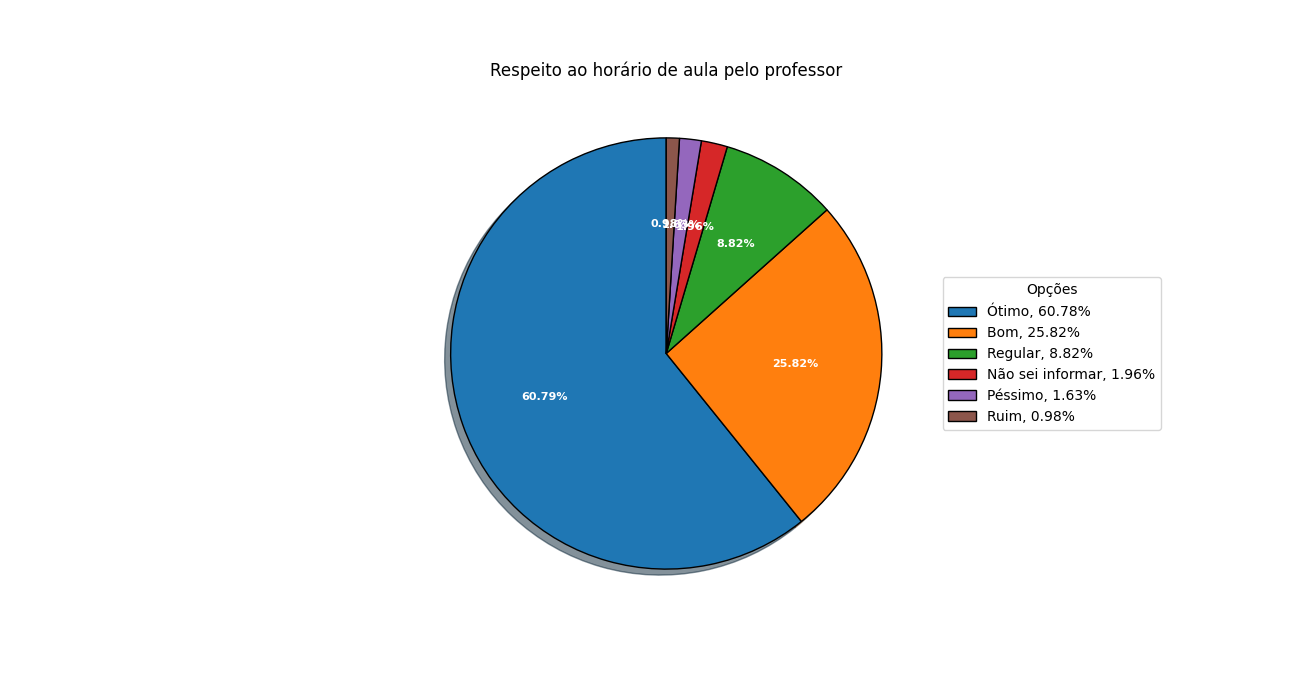 Respeito ao horário de aula pelo professor
8.82%
1.96%
25.82%
60.79%
Opções
Ótimo, 60.78%
Bom, 25.82%
Regular, 8.82%
Não sei informar, 1.96%
Péssimo, 1.63%
Ruim, 0.98%